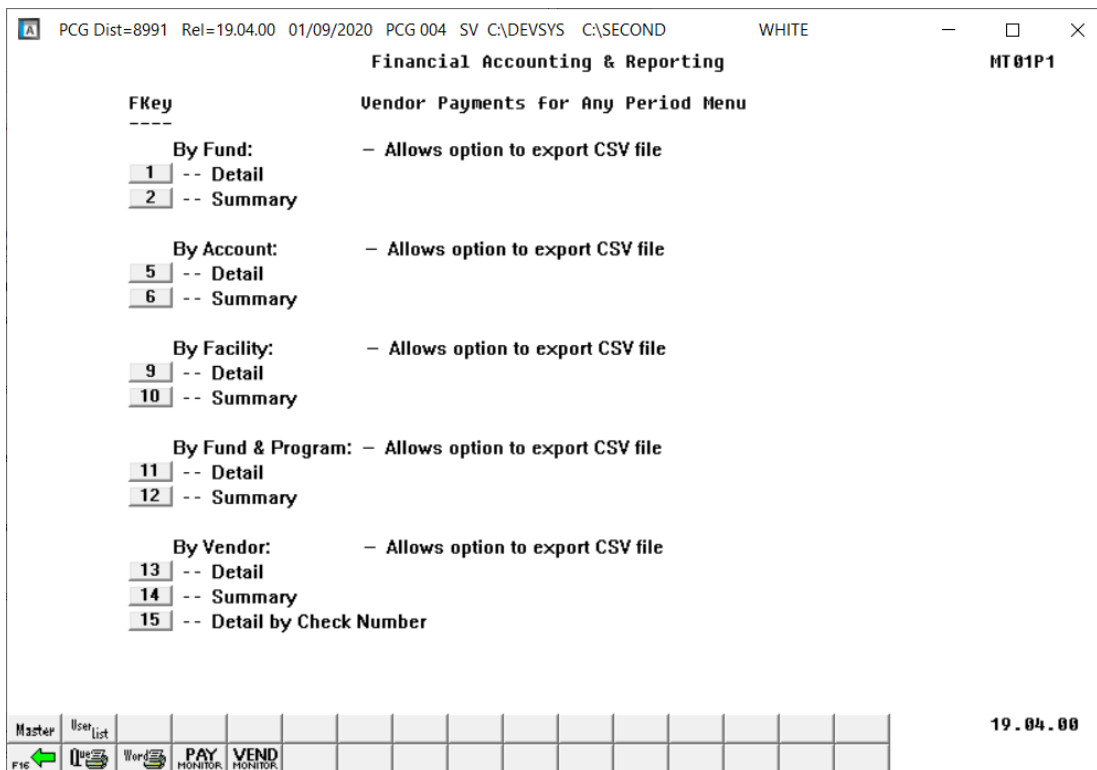 A PCG Dist=8991 Rel=19.04.00 01/09/2020 PCG 004 SV C:\DEVSYS C:\SECOND WHITE
Financial Accounting & Reporting MT01P1
FKey Vendor Payments for Any Period Menu
----
By Fund: – Allows option to export CSV file
1 -- Detail
2 -- Summary
By Account: – Allows option to export CSV file
5 -- Detail
6 -- Summary
By Facility: – Allows option to export CSV file
9 -- Detail
10 -- Summary
By Fund & Program: – Allows option to export CSV file
11 -- Detail
12 -- Summary
By Vendor: – Allows option to export CSV file
13 -- Detail
14 -- Summary
15 -- Detail by Check Number
Master User list 19.04.00
F16 Que Word PAY MONITOR VEND MONITOR